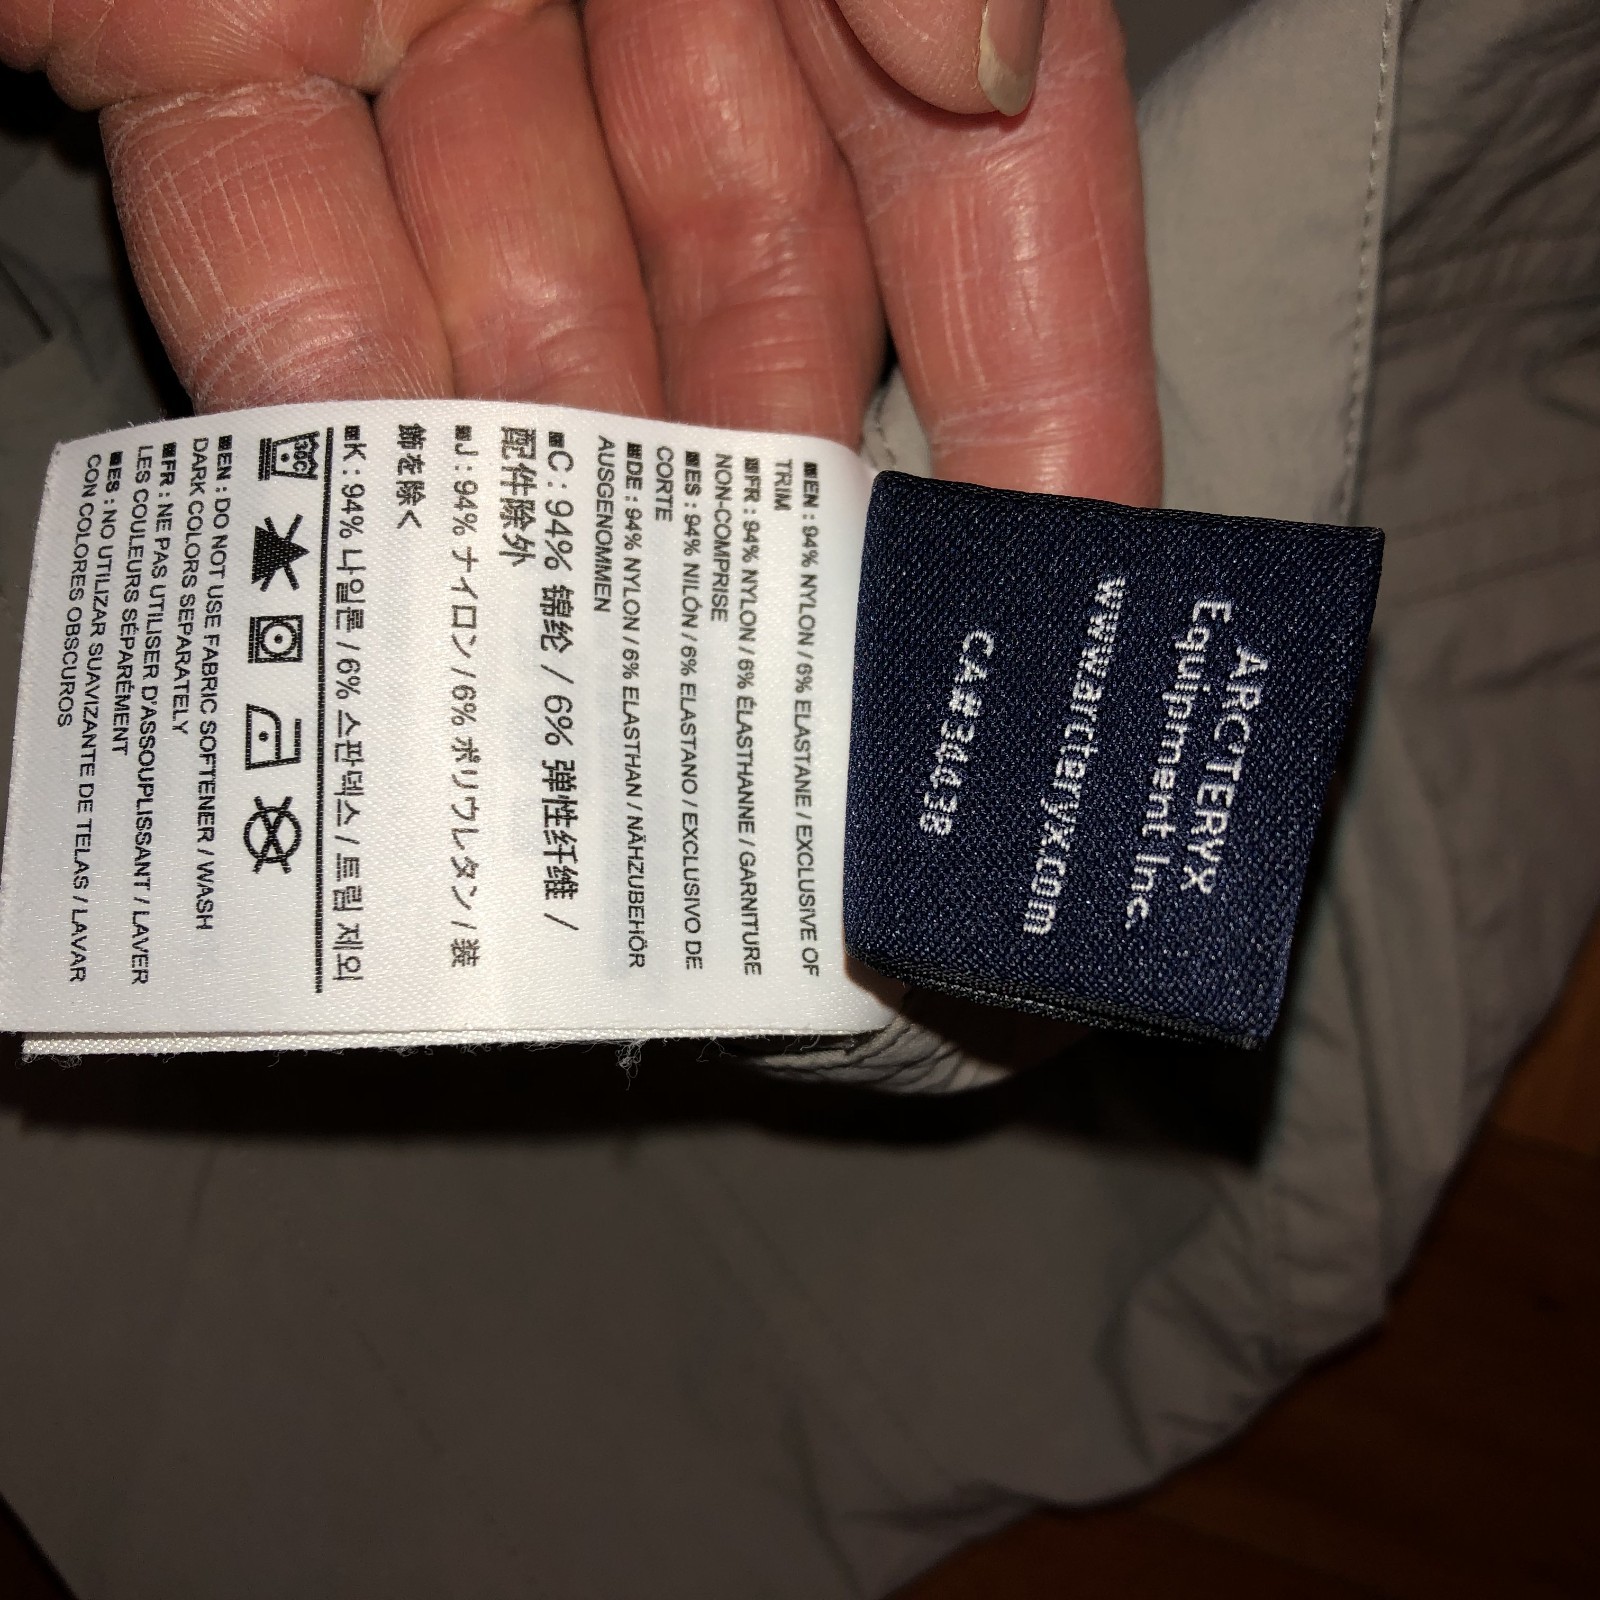 ARC'TERYX
Equipment Inc.
www.arcteryx.com
CA 30438
■EN : 94% NYLON / 6% ELASTANE / EXCLUSIVE OF
TRIM
■FR : 94% NYLON / 6% ÉLASTHANNE / GARNITURE
NON-COMPRISE
■ES : 94% NILÓN / 6% ELASTANO / EXCLUSIVO DE
CORTE
■DE : 94% NYLON / 6% ELASTHAN / NÄHZUBEHÖR
AUSGENOMMEN
■C : 94% 锦纶 / 6% 弹性纤维 /
配件除外
■J : 94% ナイロン / 6% ポリウレタン / 装
飾を除く
■K : 94% 나일론 / 6% 스판덱스 / 트림 제외
30C
■EN : DO NOT USE FABRIC SOFTENER / WASH
DARK COLORS SEPARATELY
■FR : NE PAS UTILISER D'ASSOUPLISSANT / LAVER
LES COULEURS SÉPARÉMENT
■ES : NO UTILIZAR SUAVIZANTE DE TELAS / LAVAR
CON COLORES OBSCUROS